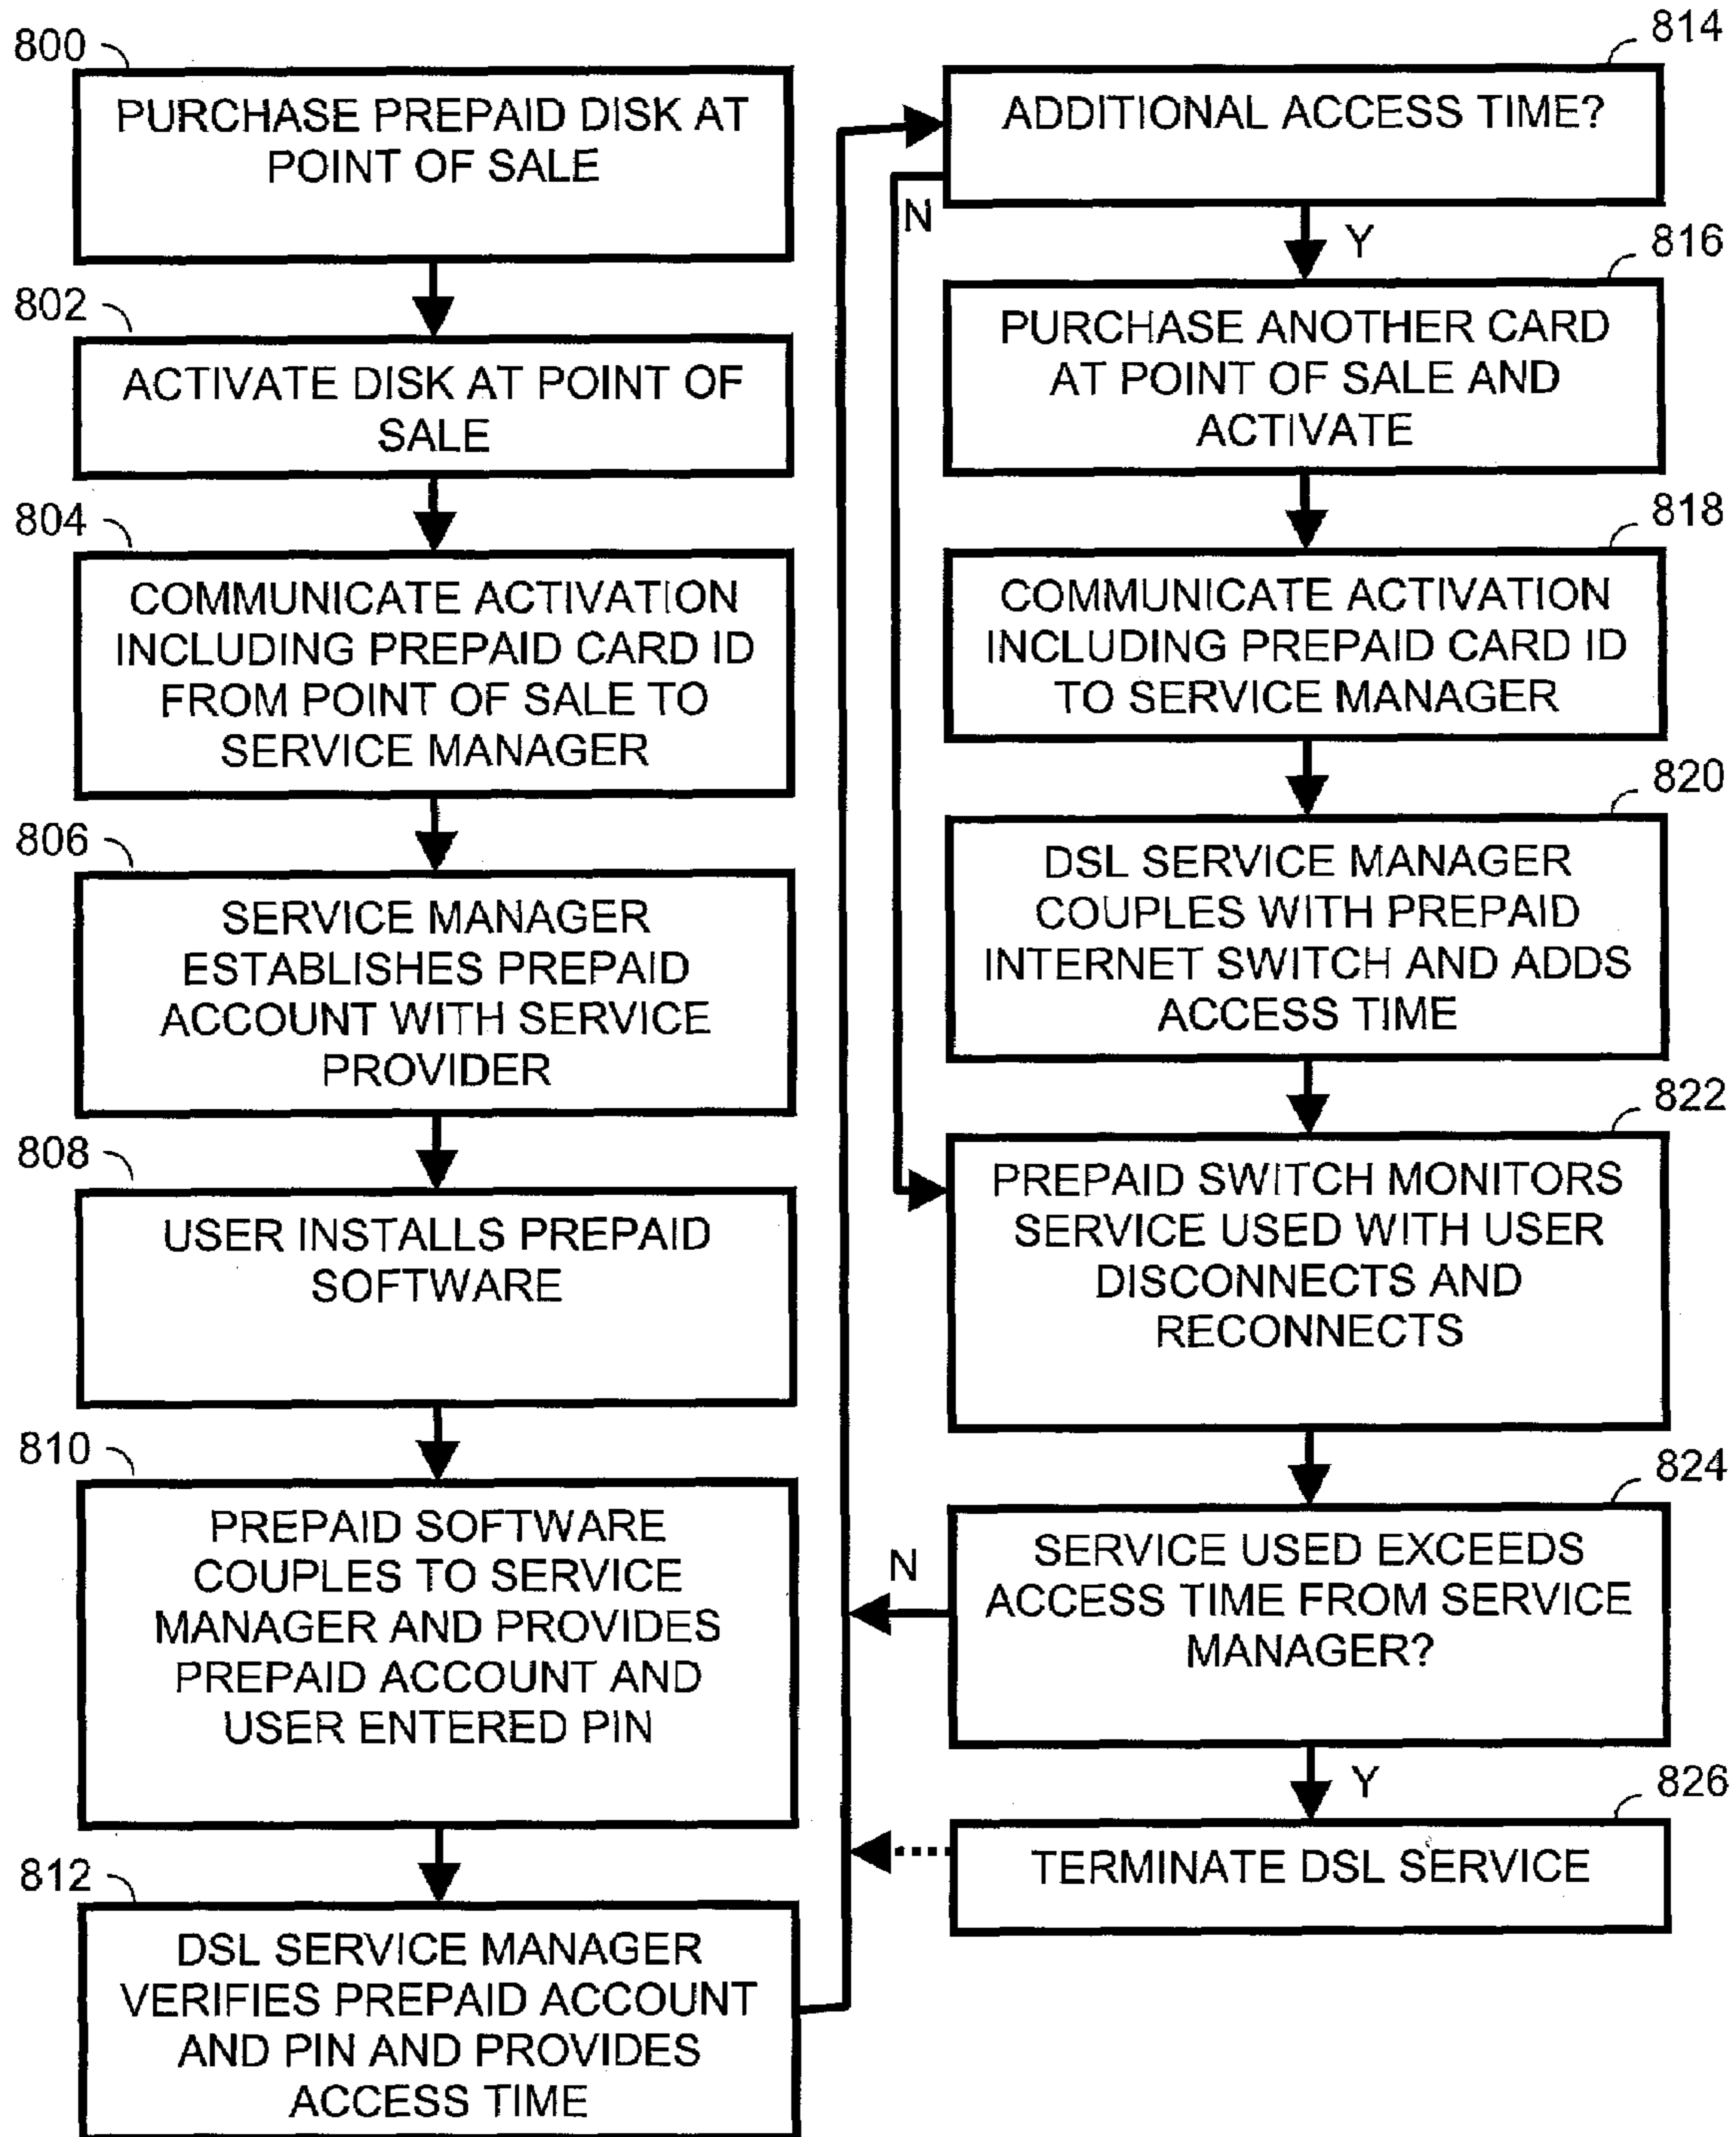 800
PURCHASE PREPAID DISK AT
POINT OF SALE
802
ACTIVATE DISK AT POINT OF
SALE
804
COMMUNICATE ACTIVATION
INCLUDING PREPAID CARD ID
FROM POINT OF SALE TO
SERVICE MANAGER
806
SERVICE MANAGER
ESTABLISHES PREPAID
ACCOUNT WITH SERVICE
PROVIDER
808
USER INSTALLS PREPAID
SOFTWARE
810
PREPAID SOFTWARE
COUPLES TO SERVICE
MANAGER AND PROVIDES
PREPAID ACCOUNT AND
USER ENTERED PIN
812
DSL SERVICE MANAGER
VERIFIES PREPAID ACCOUNT
AND PIN AND PROVIDES
ACCESS TIME
814
ADDITIONAL ACCESS TIME?
N
Y
816
PURCHASE ANOTHER CARD
AT POINT OF SALE AND
ACTIVATE
818
COMMUNICATE ACTIVATION
INCLUDING PREPAID CARD ID
TO SERVICE MANAGER
820
DSL SERVICE MANAGER
COUPLES WITH PREPAID
INTERNET SWITCH AND ADDS
ACCESS TIME
822
PREPAID SWITCH MONITORS
SERVICE USED WITH USER
DISCONNECTS AND
RECONNECTS
824
SERVICE USED EXCEEDS
ACCESS TIME FROM SERVICE
MANAGER?
N
Y
826
TERMINATE DSL SERVICE